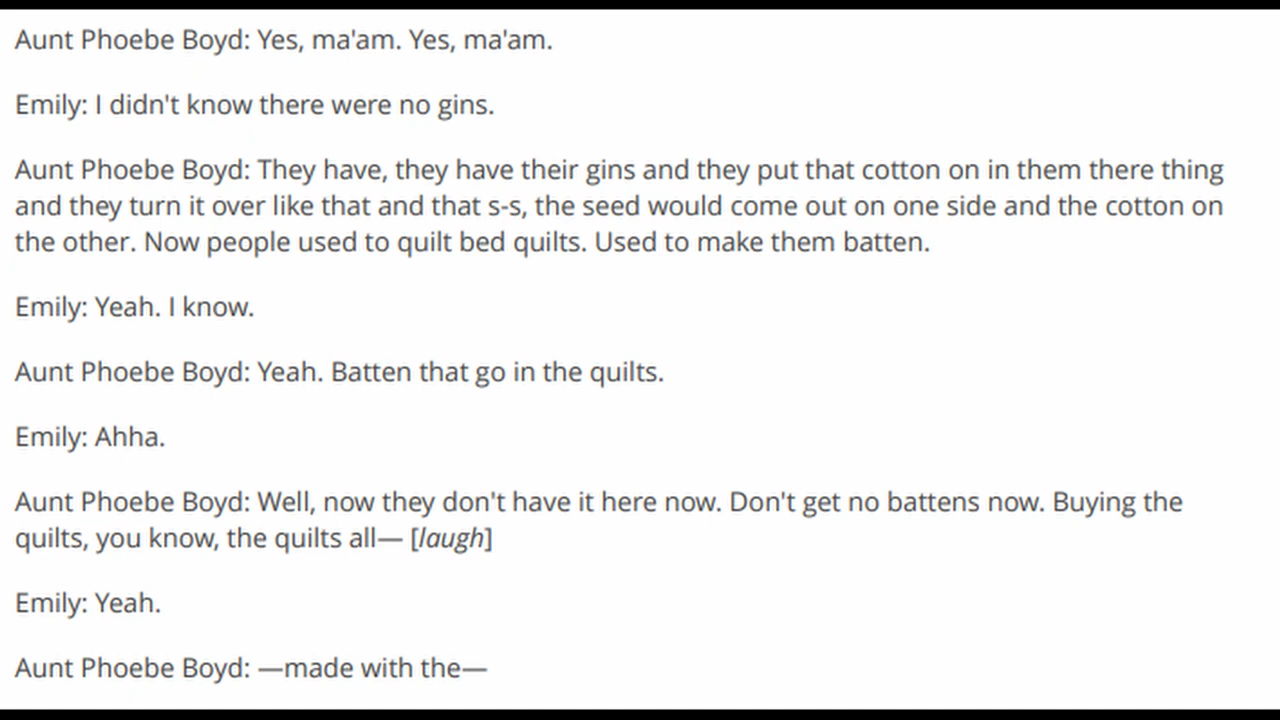 Aunt Phoebe Boyd: Yes, ma'am. Yes, ma'am.
Emily: I didn't know there were no gins.
Aunt Phoebe Boyd: They have, they have their gins and they put that cotton on in them there thing
and they turn it over like that and that s-s, the seed would come out on one side and the cotton on
the other. Now people used to quilt bed quilts. Used to make them batten.
Emily: Yeah. I know.
Aunt Phoebe Boyd: Yeah. Batten that go in the quilts.
Emily: Ahha.
Aunt Phoebe Boyd: Well, now they don't have it here now. Don't get no battens now. Buying the
quilts, you know, the quilts all— [laugh]
Emily: Yeah.
Aunt Phoebe Boyd: —made with the—